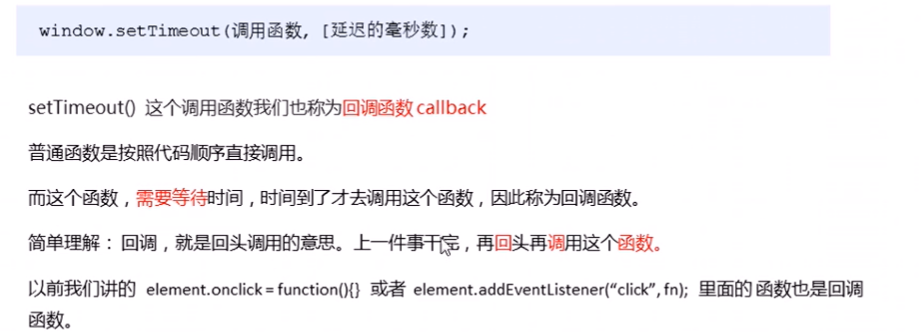 window.setTimeout(调用函数, [延迟的毫秒数]);
setTimeout() 这个调用函数我们也称为回调函数 callback
普通函数是按照代码顺序直接调用。
而这个函数，需要等待时间，时间到了才去调用这个函数，因此称为回调函数。
简单理解： 回调，就是回头调用的意思。上一件事干完，再回头再调用这个函数。
以前我们讲的 element.onclick = function(){} 或者 element.addEventListener(“click”, fn); 里面的 函数也是回调
函数。